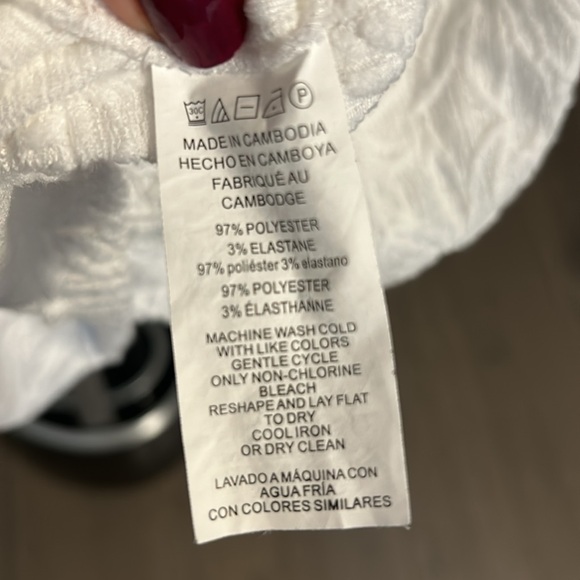 30C
P
MADE IN CAMBODIA
HECHO EN CAMBOYA
FABRIQUÉ AU
CAMBODGE
97% POLYESTER
3% ELASTANE
97% poliéster 3% elastano
97% POLYESTER
3% ÉLASTHANNE
MACHINE WASH COLD
WITH LIKE COLORS
GENTLE CYCLE
ONLY NON-CHLORINE
BLEACH
RESHAPE AND LAY FLAT
TO DRY
COOL IRON
OR DRY CLEAN
LAVADO A MÁQUINA CON
AGUA FRÍA
CON COLORES SIMILARES